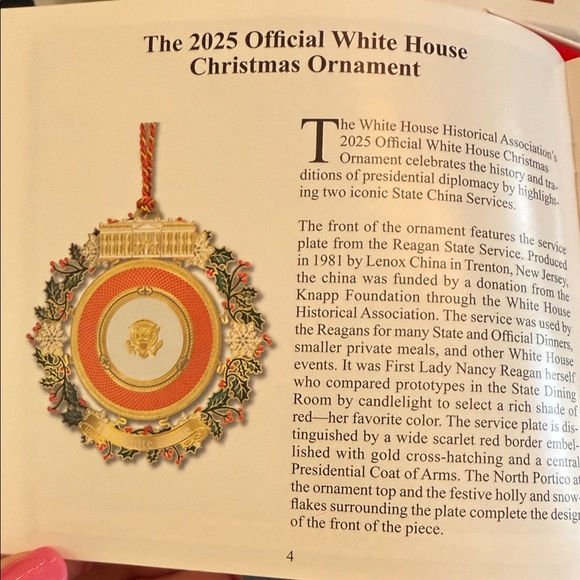 The 2025 Official White House
Christmas Ornament
The White House Historical Association's
2025 Official White House Christmas
Ornament celebrates the history and tra-
ditions of presidential diplomacy by highlight-
ing two iconic State China Services.
The front of the ornament features the service
plate from the Reagan State Service. Produced
in 1981 by Lenox China in Trenton, New Jersey,
the china was funded by a donation from the
Knapp Foundation through the White House
Historical Association. The service was used by
the Reagans for many State and Official Dinners,
smaller private meals, and other White House
events. It was First Lady Nancy Reagan herself
who compared prototypes in the State Dining
Room by candlelight to select a rich shade of
red—her favorite color. The service plate is dis-
tinguished by a wide scarlet red border embel-
lished with gold cross-hatching and a central
Presidential Coat of Arms. The North Portico at
the ornament top and the festive holly and snow-
flakes surrounding the plate complete the design
of the front of the piece.
4